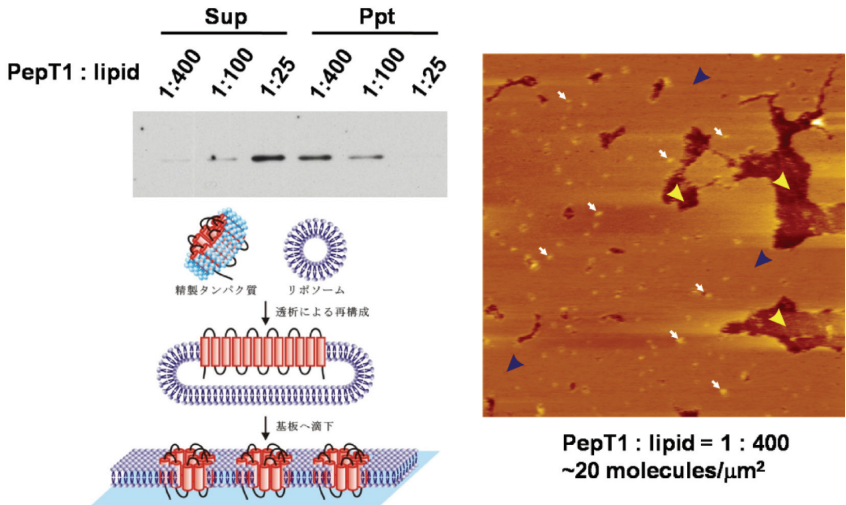 Sup Ppt
PepT1 : lipid 1:400 1:100 1:25 1:400 1:100 1:25
精製タンパク質 リポソーム
透析による再構成
基板へ滴下
PepT1 : lipid = 1 : 400
~20 molecules/μm²